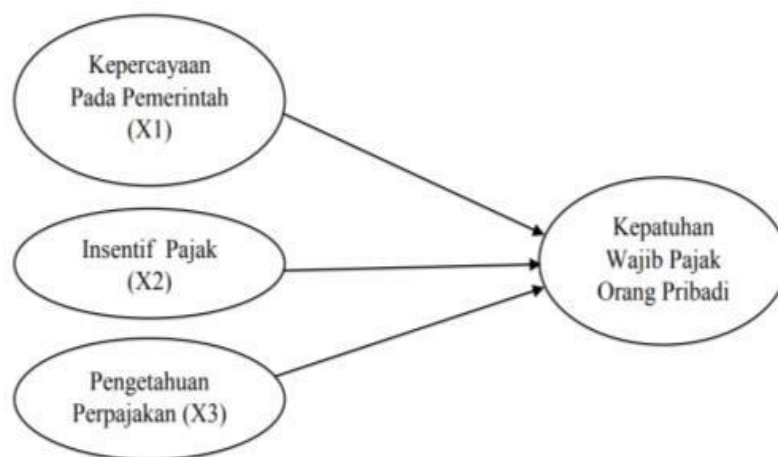 Kepercayaan
Pada Pemerintah
(X1)
Insentif Pajak
(X2)
Pengetahuan
Perpajakan (X3)
Kepatuhan
Wajib Pajak
Orang Pribadi